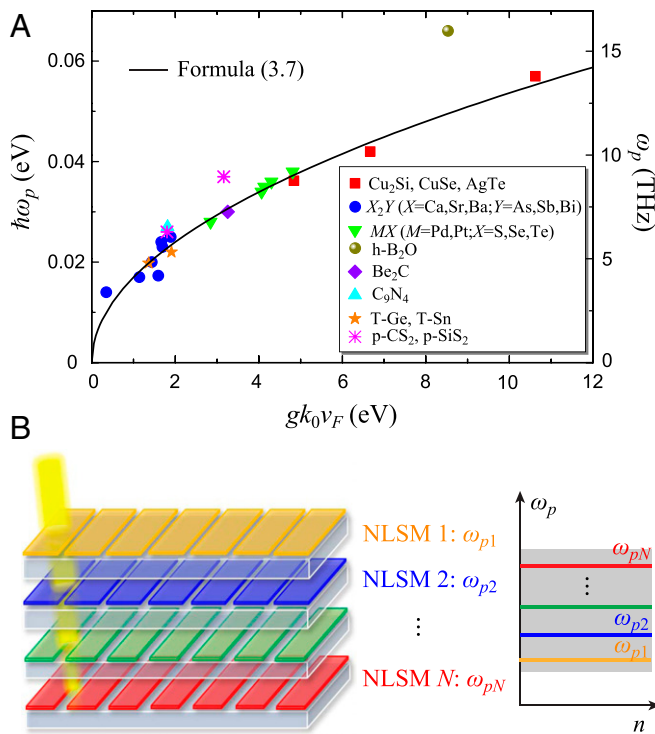 A
0.06
0.04
0.02
0
ħω_p (eV)
Formula (3.7)
15
10
5
0
ω_p (THz)
Cu₂Si, CuSe, AgTe
X₂Y (X=Ca,Sr,Ba;Y=As,Sb,Bi)
MX (M=Pd,Pt;X=S,Se,Te)
h-B₂O
Be₂C
C₉N₄
T-Ge, T-Sn
p-CS₂, p-SiS₂
0 2 4 6 8 10 12
gk₀v_F (eV)
B
NLSM 1: ω_p1
NLSM 2: ω_p2
⋮
NLSM N: ω_pN
ω_p
ω_pN
⋮
ω_p2
ω_p1
n